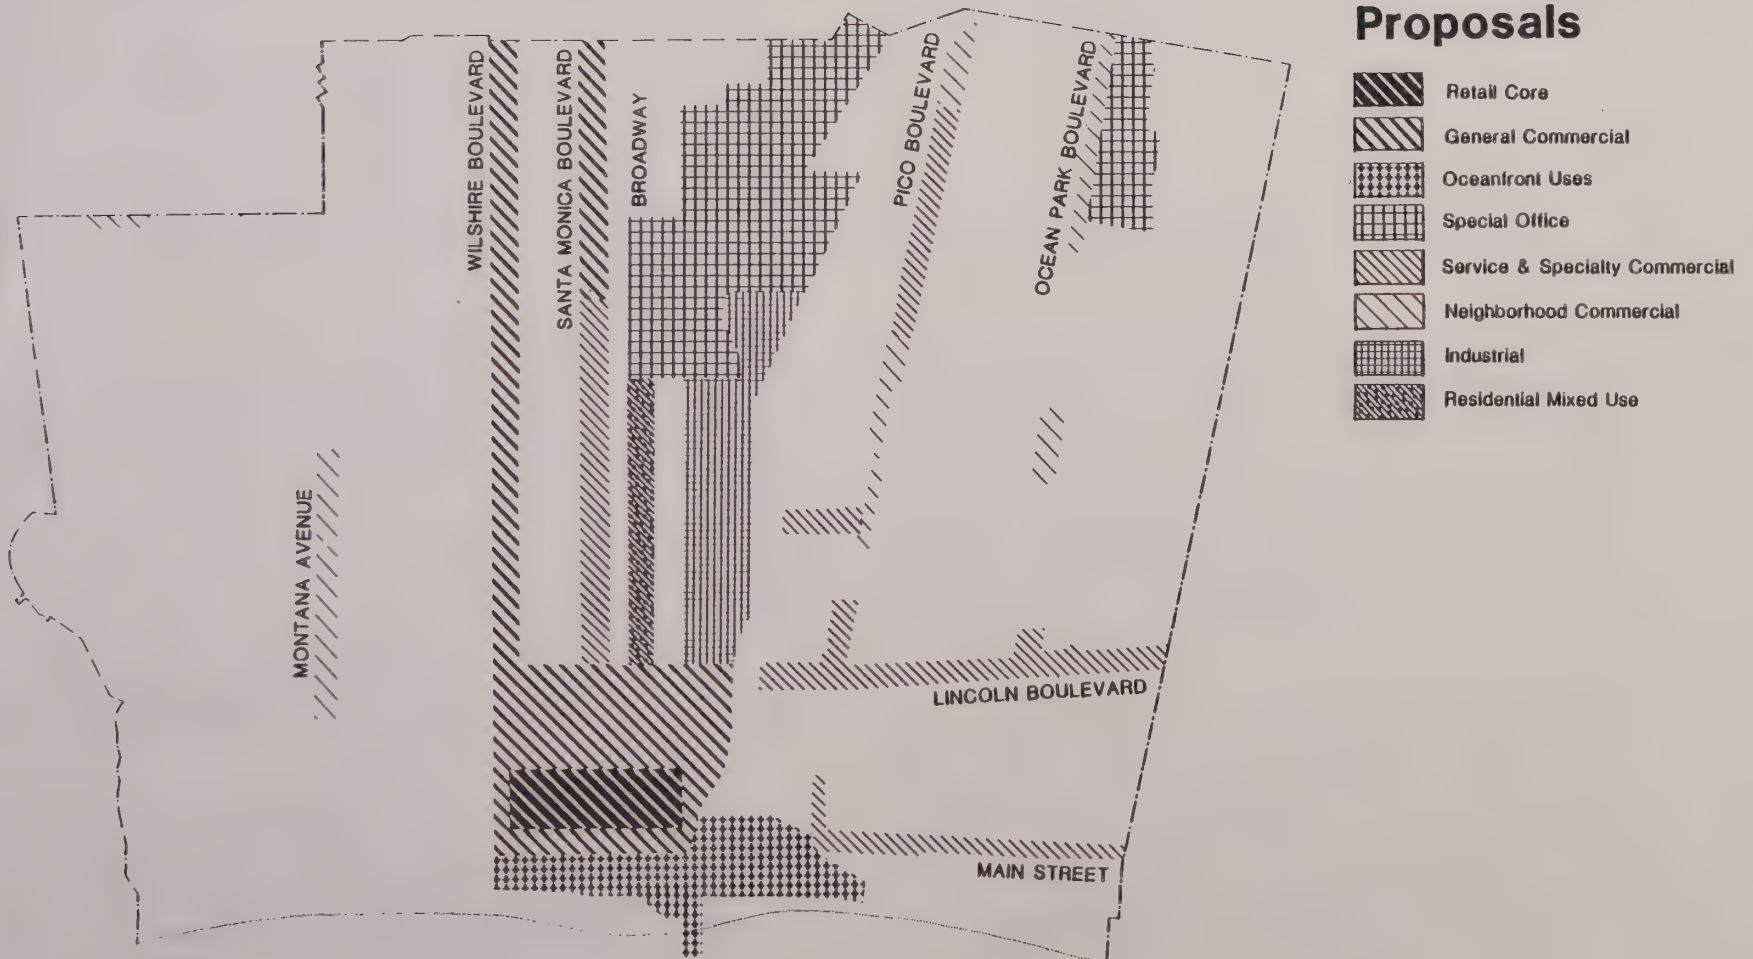 Proposals
Retail Core
General Commercial
Oceanfront Uses
Special Office
Service & Specialty Commercial
Neighborhood Commercial
Industrial
Residential Mixed Use
WILSHIRE BOULEVARD
SANTA MONICA BOULEVARD
BROADWAY
PICO BOULEVARD
OCEAN PARK BOULEVARD
MONTANA AVENUE
LINCOLN BOULEVARD
MAIN STREET